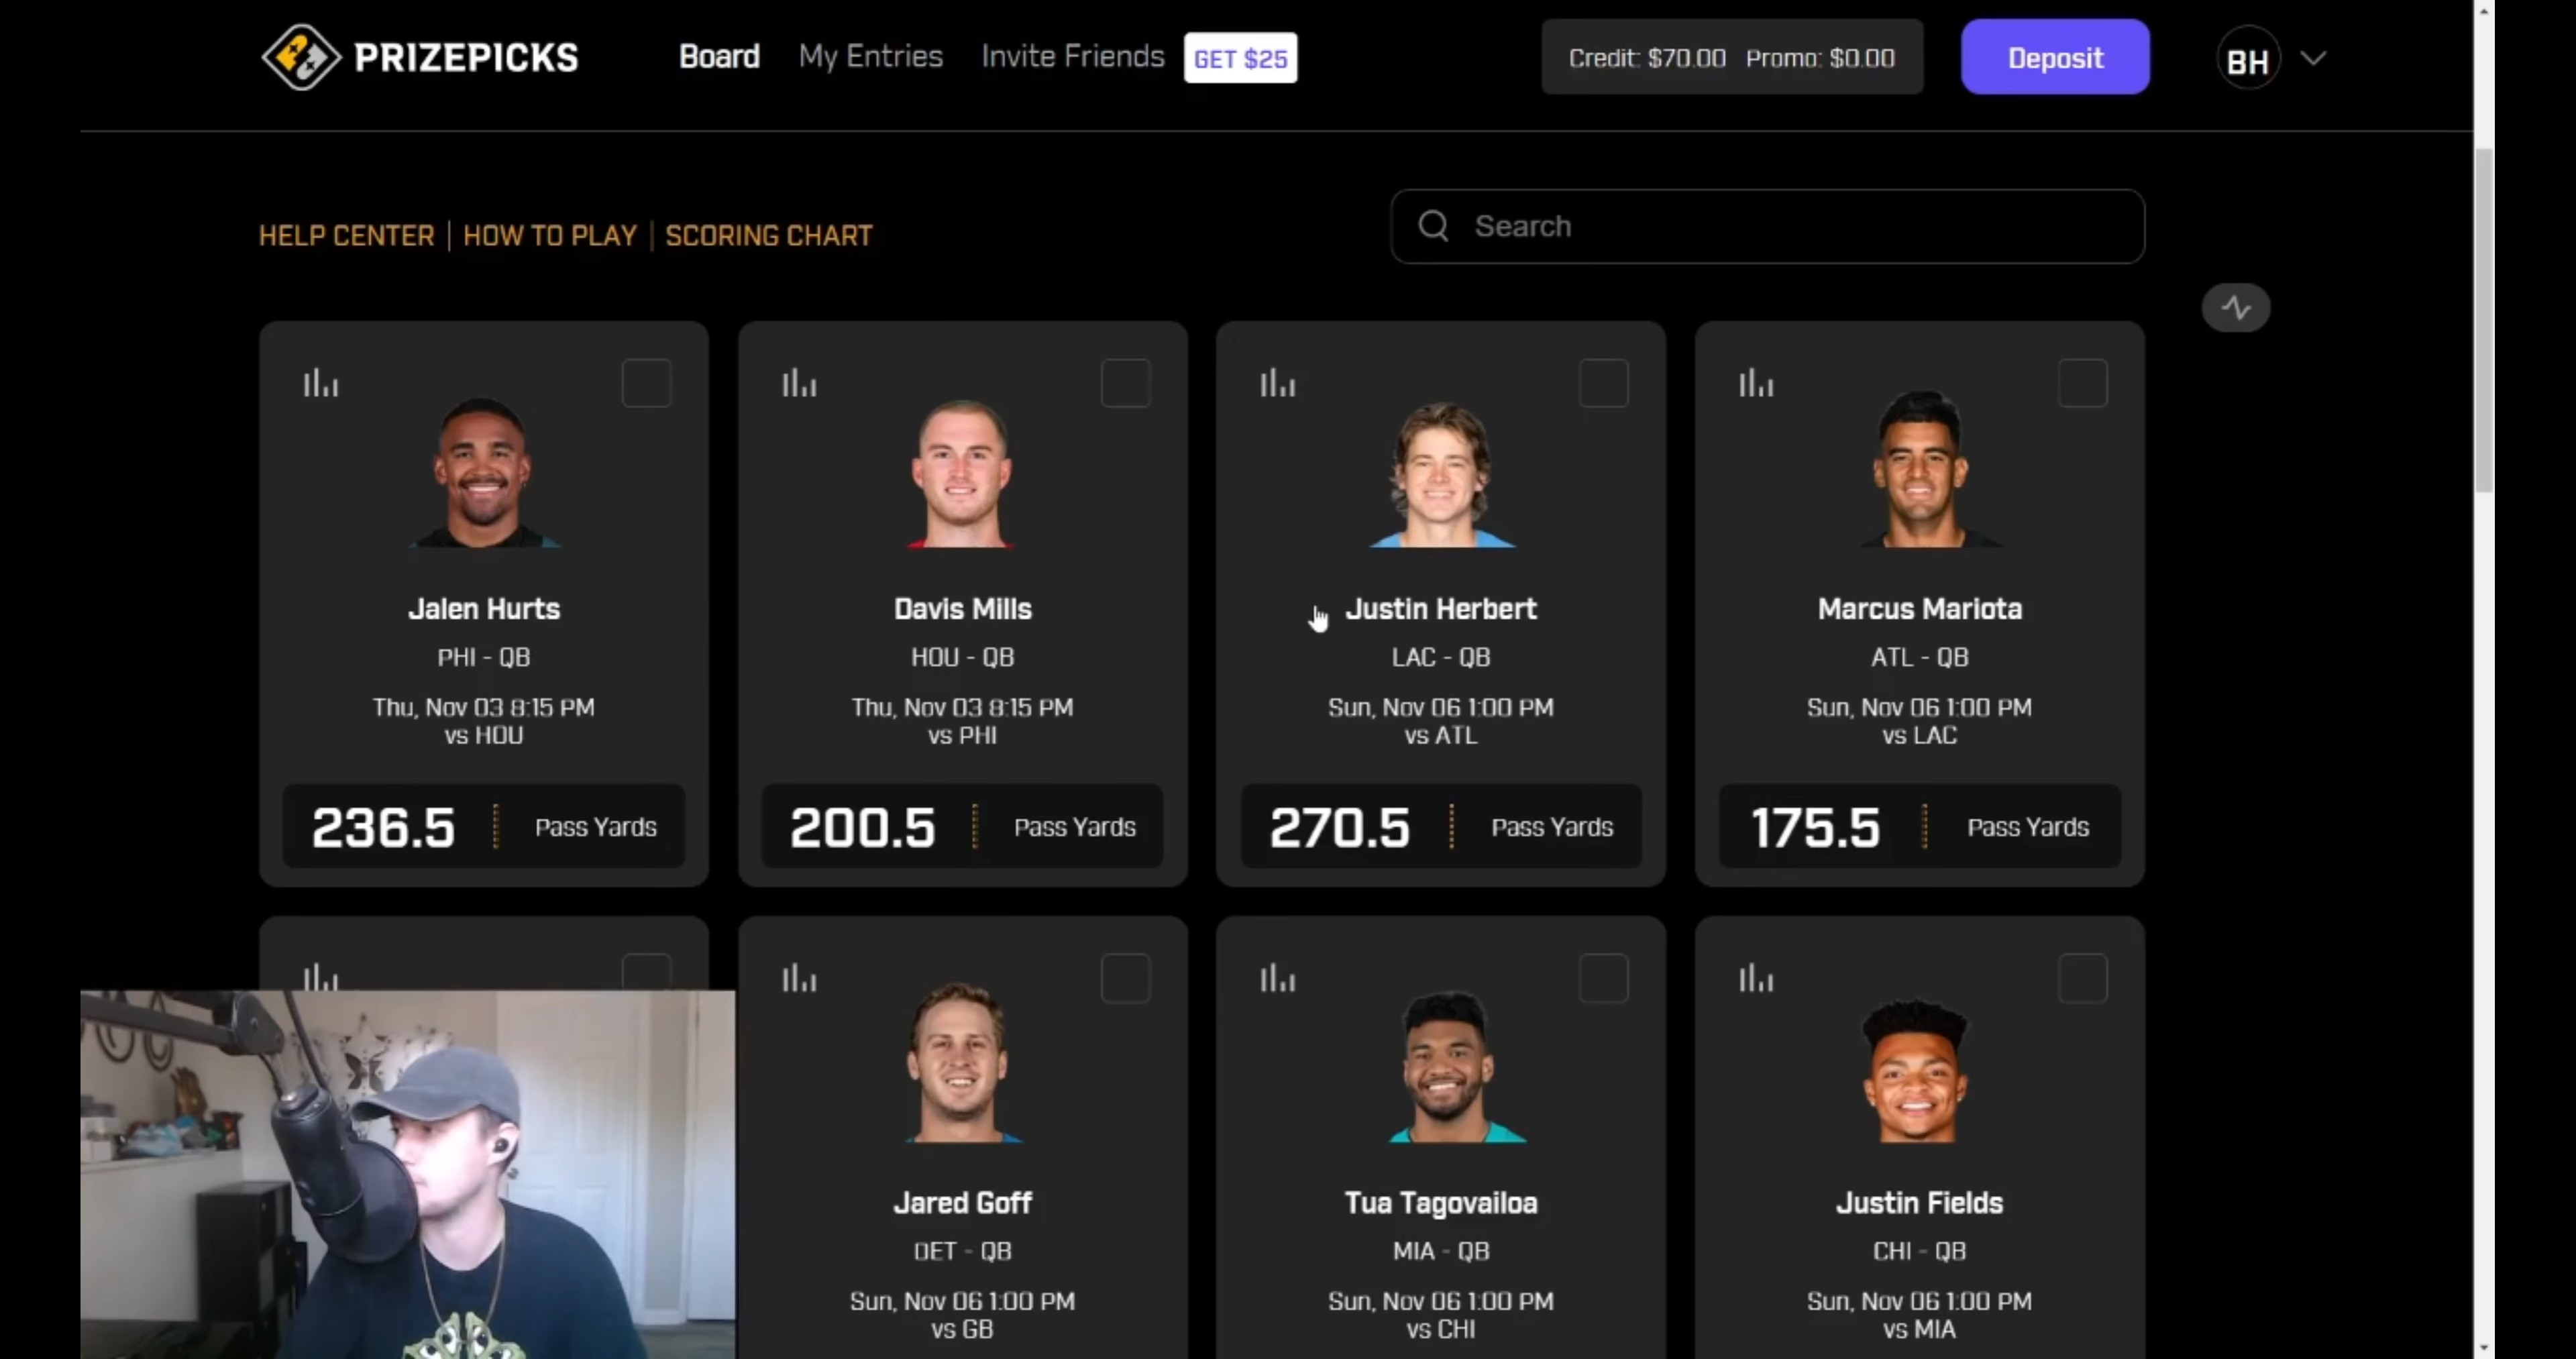 PRIZEPICKS
Board
My Entries
Invite Friends
GET $25
Credit: $70.00 Promo: $0.00
Deposit
BH
HELP CENTER | HOW TO PLAY | SCORING CHART
Search
Jalen Hurts
PHI - QB
Thu, Nov 03 8:15 PM
vs HOU
236.5 Pass Yards
Davis Mills
HOU - QB
Thu, Nov 03 8:15 PM
vs PHI
200.5 Pass Yards
Justin Herbert
LAC - QB
Sun, Nov 06 1:00 PM
vs ATL
270.5 Pass Yards
Marcus Mariota
ATL - QB
Sun, Nov 06 1:00 PM
vs LAC
175.5 Pass Yards
Jared Goff
DET - QB
Sun, Nov 06 1:00 PM
vs GB
Tua Tagovailoa
MIA - QB
Sun, Nov 06 1:00 PM
vs CHI
Justin Fields
CHI - QB
Sun, Nov 06 1:00 PM
vs MIA